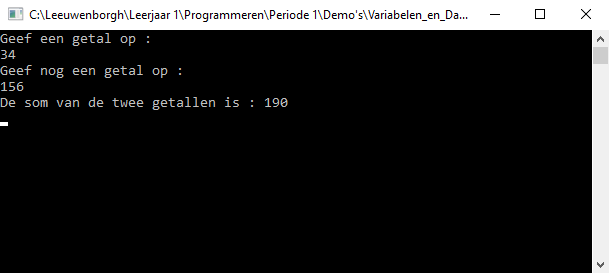 C:\Leeuwenborgh\Leerjaar 1\Programmeren\Periode 1\Demo's\Variabelen_en_Da...
Geef een getal op :
34
Geef nog een getal op :
156
De som van de twee getallen is : 190